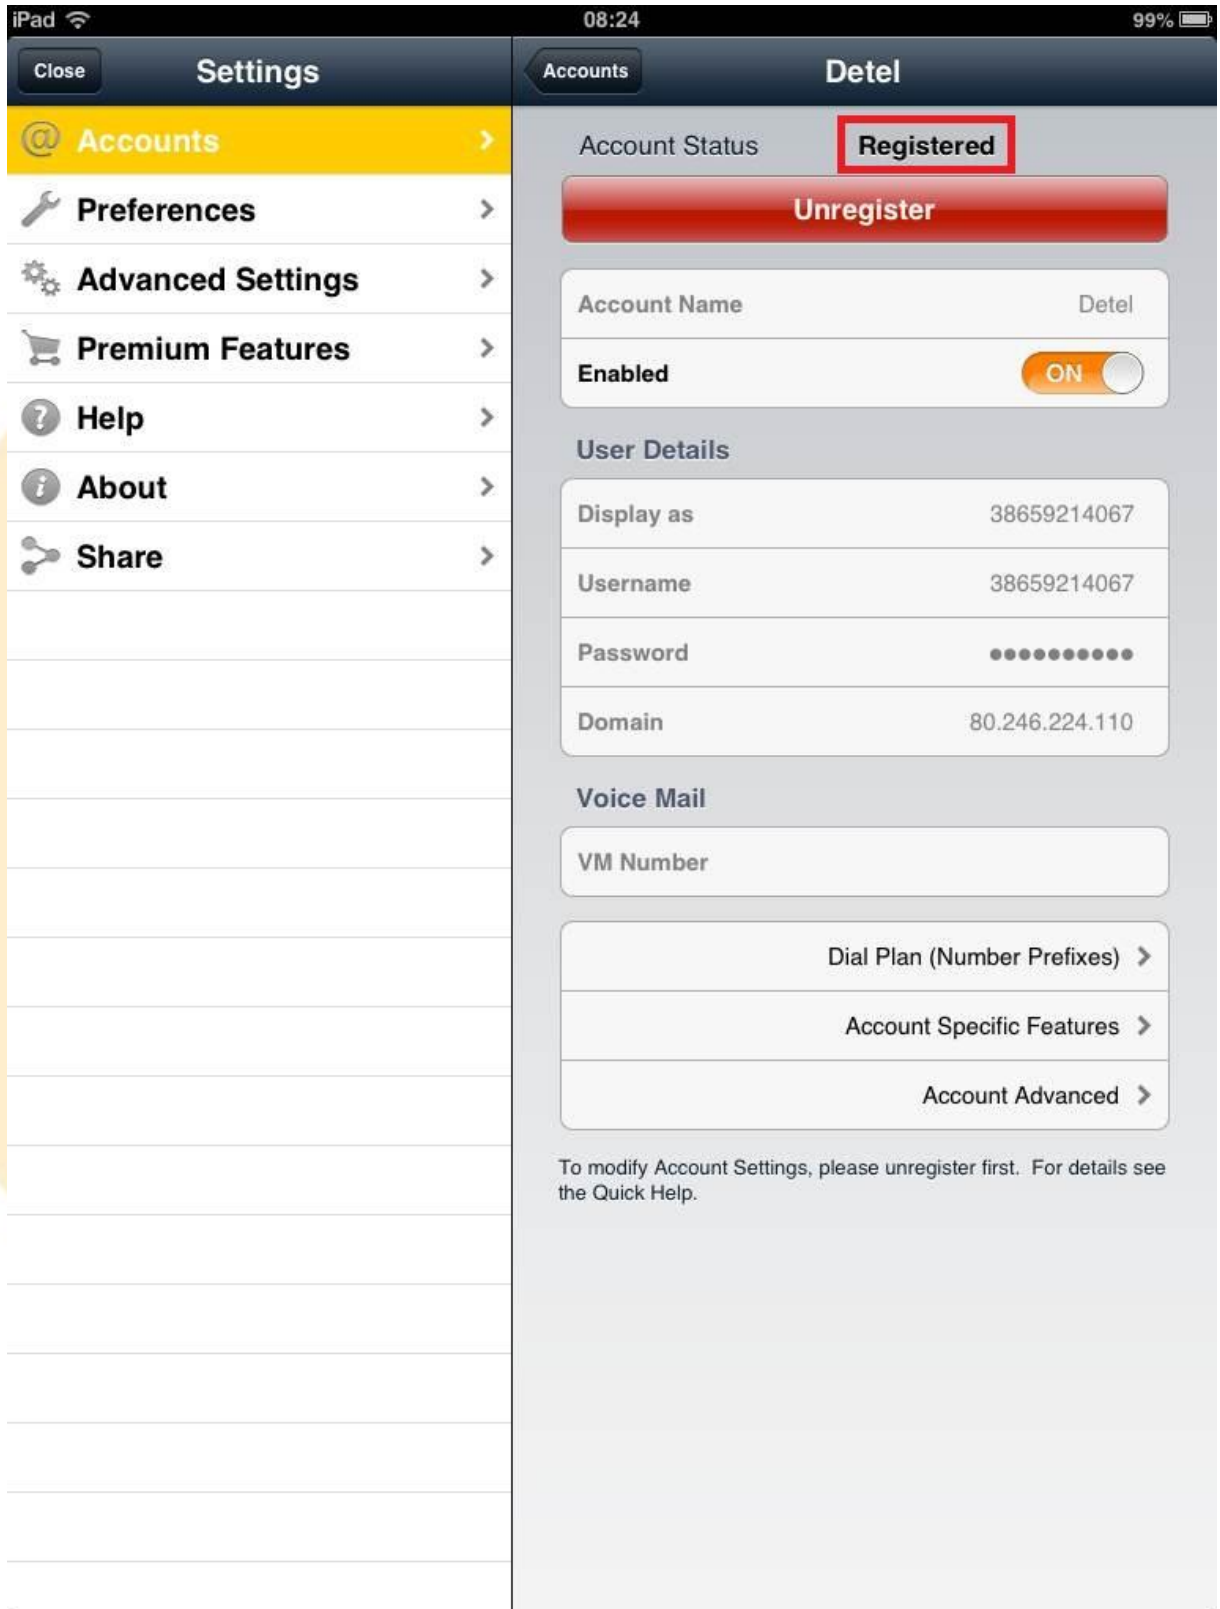 iPad 08:24 99%
Close Settings
Accounts Detel
@ Accounts
Preferences
Advanced Settings
Premium Features
Help
About
Share
Account Status Registered
Unregister
Account Name Detel
Enabled ON
User Details
Display as 38659214067
Username 38659214067
Password ●●●●●●●●●●
Domain 80.246.224.110
Voice Mail
VM Number
Dial Plan (Number Prefixes)
Account Specific Features
Account Advanced
To modify Account Settings, please unregister first. For details see
the Quick Help.